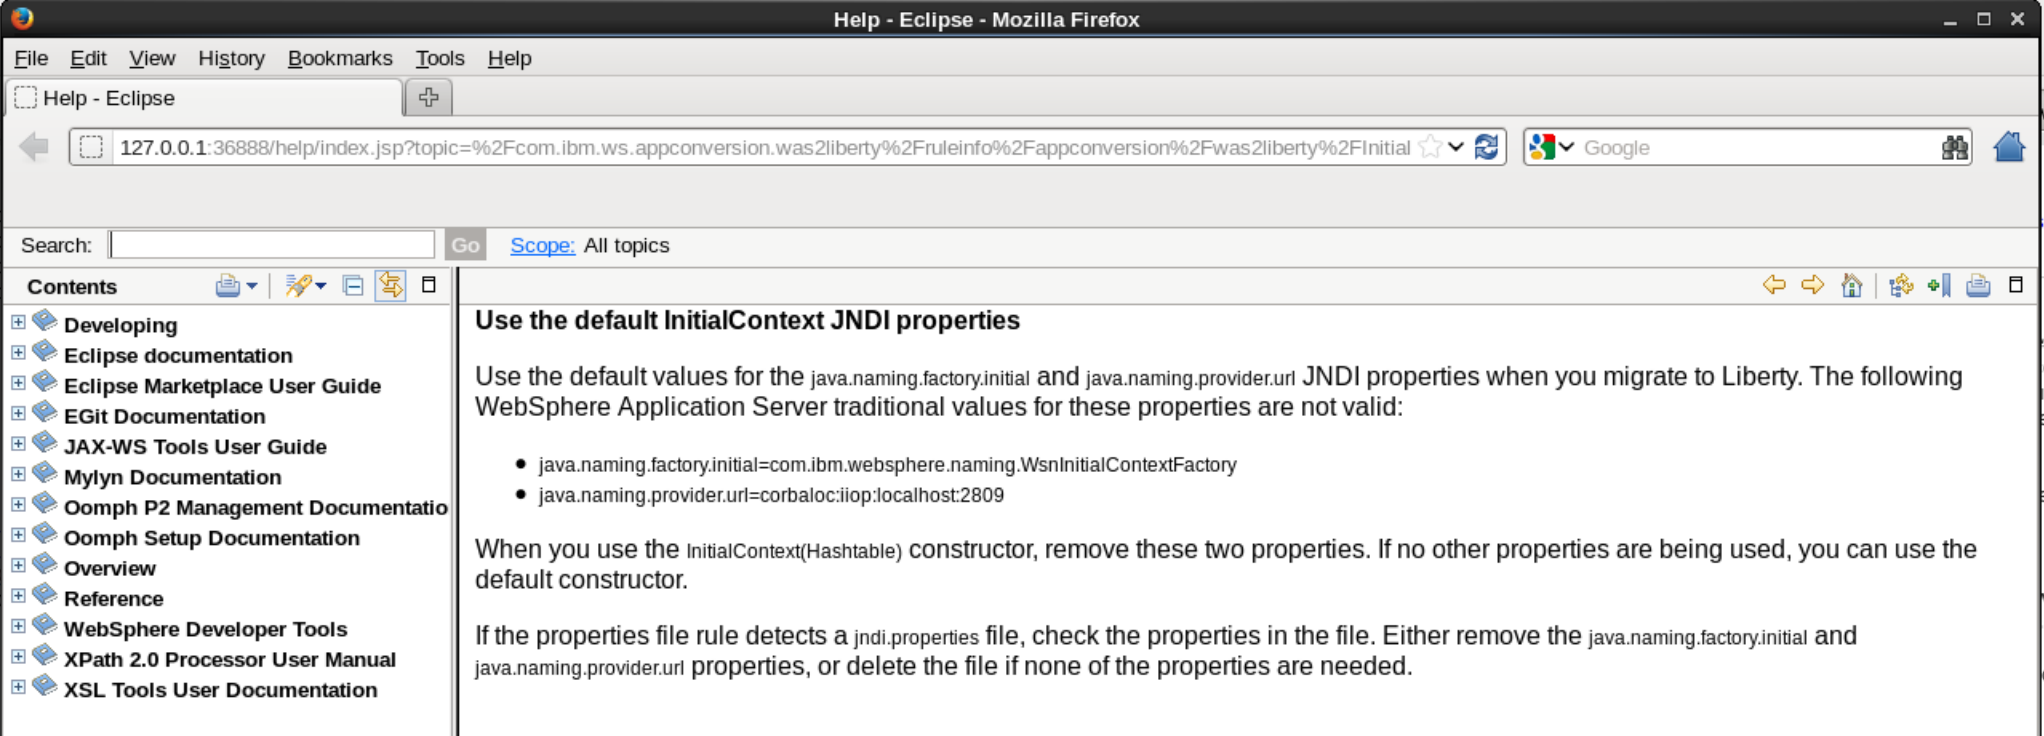 Help - Eclipse - Mozilla Firefox
File Edit View History Bookmarks Tools Help
Help - Eclipse
127.0.0.1:36888/help/index.jsp?topic=%2Fcom.ibm.ws.appconversion.was2liberty%2Fruleinfo%2Fappconversion%2Fwas2liberty%2FInitial Google
Search: Go Scope: All topics
Contents
Developing
Eclipse documentation
Eclipse Marketplace User Guide
EGit Documentation
JAX-WS Tools User Guide
Mylyn Documentation
Oomph P2 Management Documentatio
Oomph Setup Documentation
Overview
Reference
WebSphere Developer Tools
XPath 2.0 Processor User Manual
XSL Tools User Documentation
Use the default InitialContext JNDI properties
Use the default values for the java.naming.factory.initial and java.naming.provider.url JNDI properties when you migrate to Liberty. The following
WebSphere Application Server traditional values for these properties are not valid:
java.naming.factory.initial=com.ibm.websphere.naming.WsnInitialContextFactory
java.naming.provider.url=corbaloc:iiop:localhost:2809
When you use the InitialContext(Hashtable) constructor, remove these two properties. If no other properties are being used, you can use the
default constructor.
If the properties file rule detects a jndi.properties file, check the properties in the file. Either remove the java.naming.factory.initial and
java.naming.provider.url properties, or delete the file if none of the properties are needed.